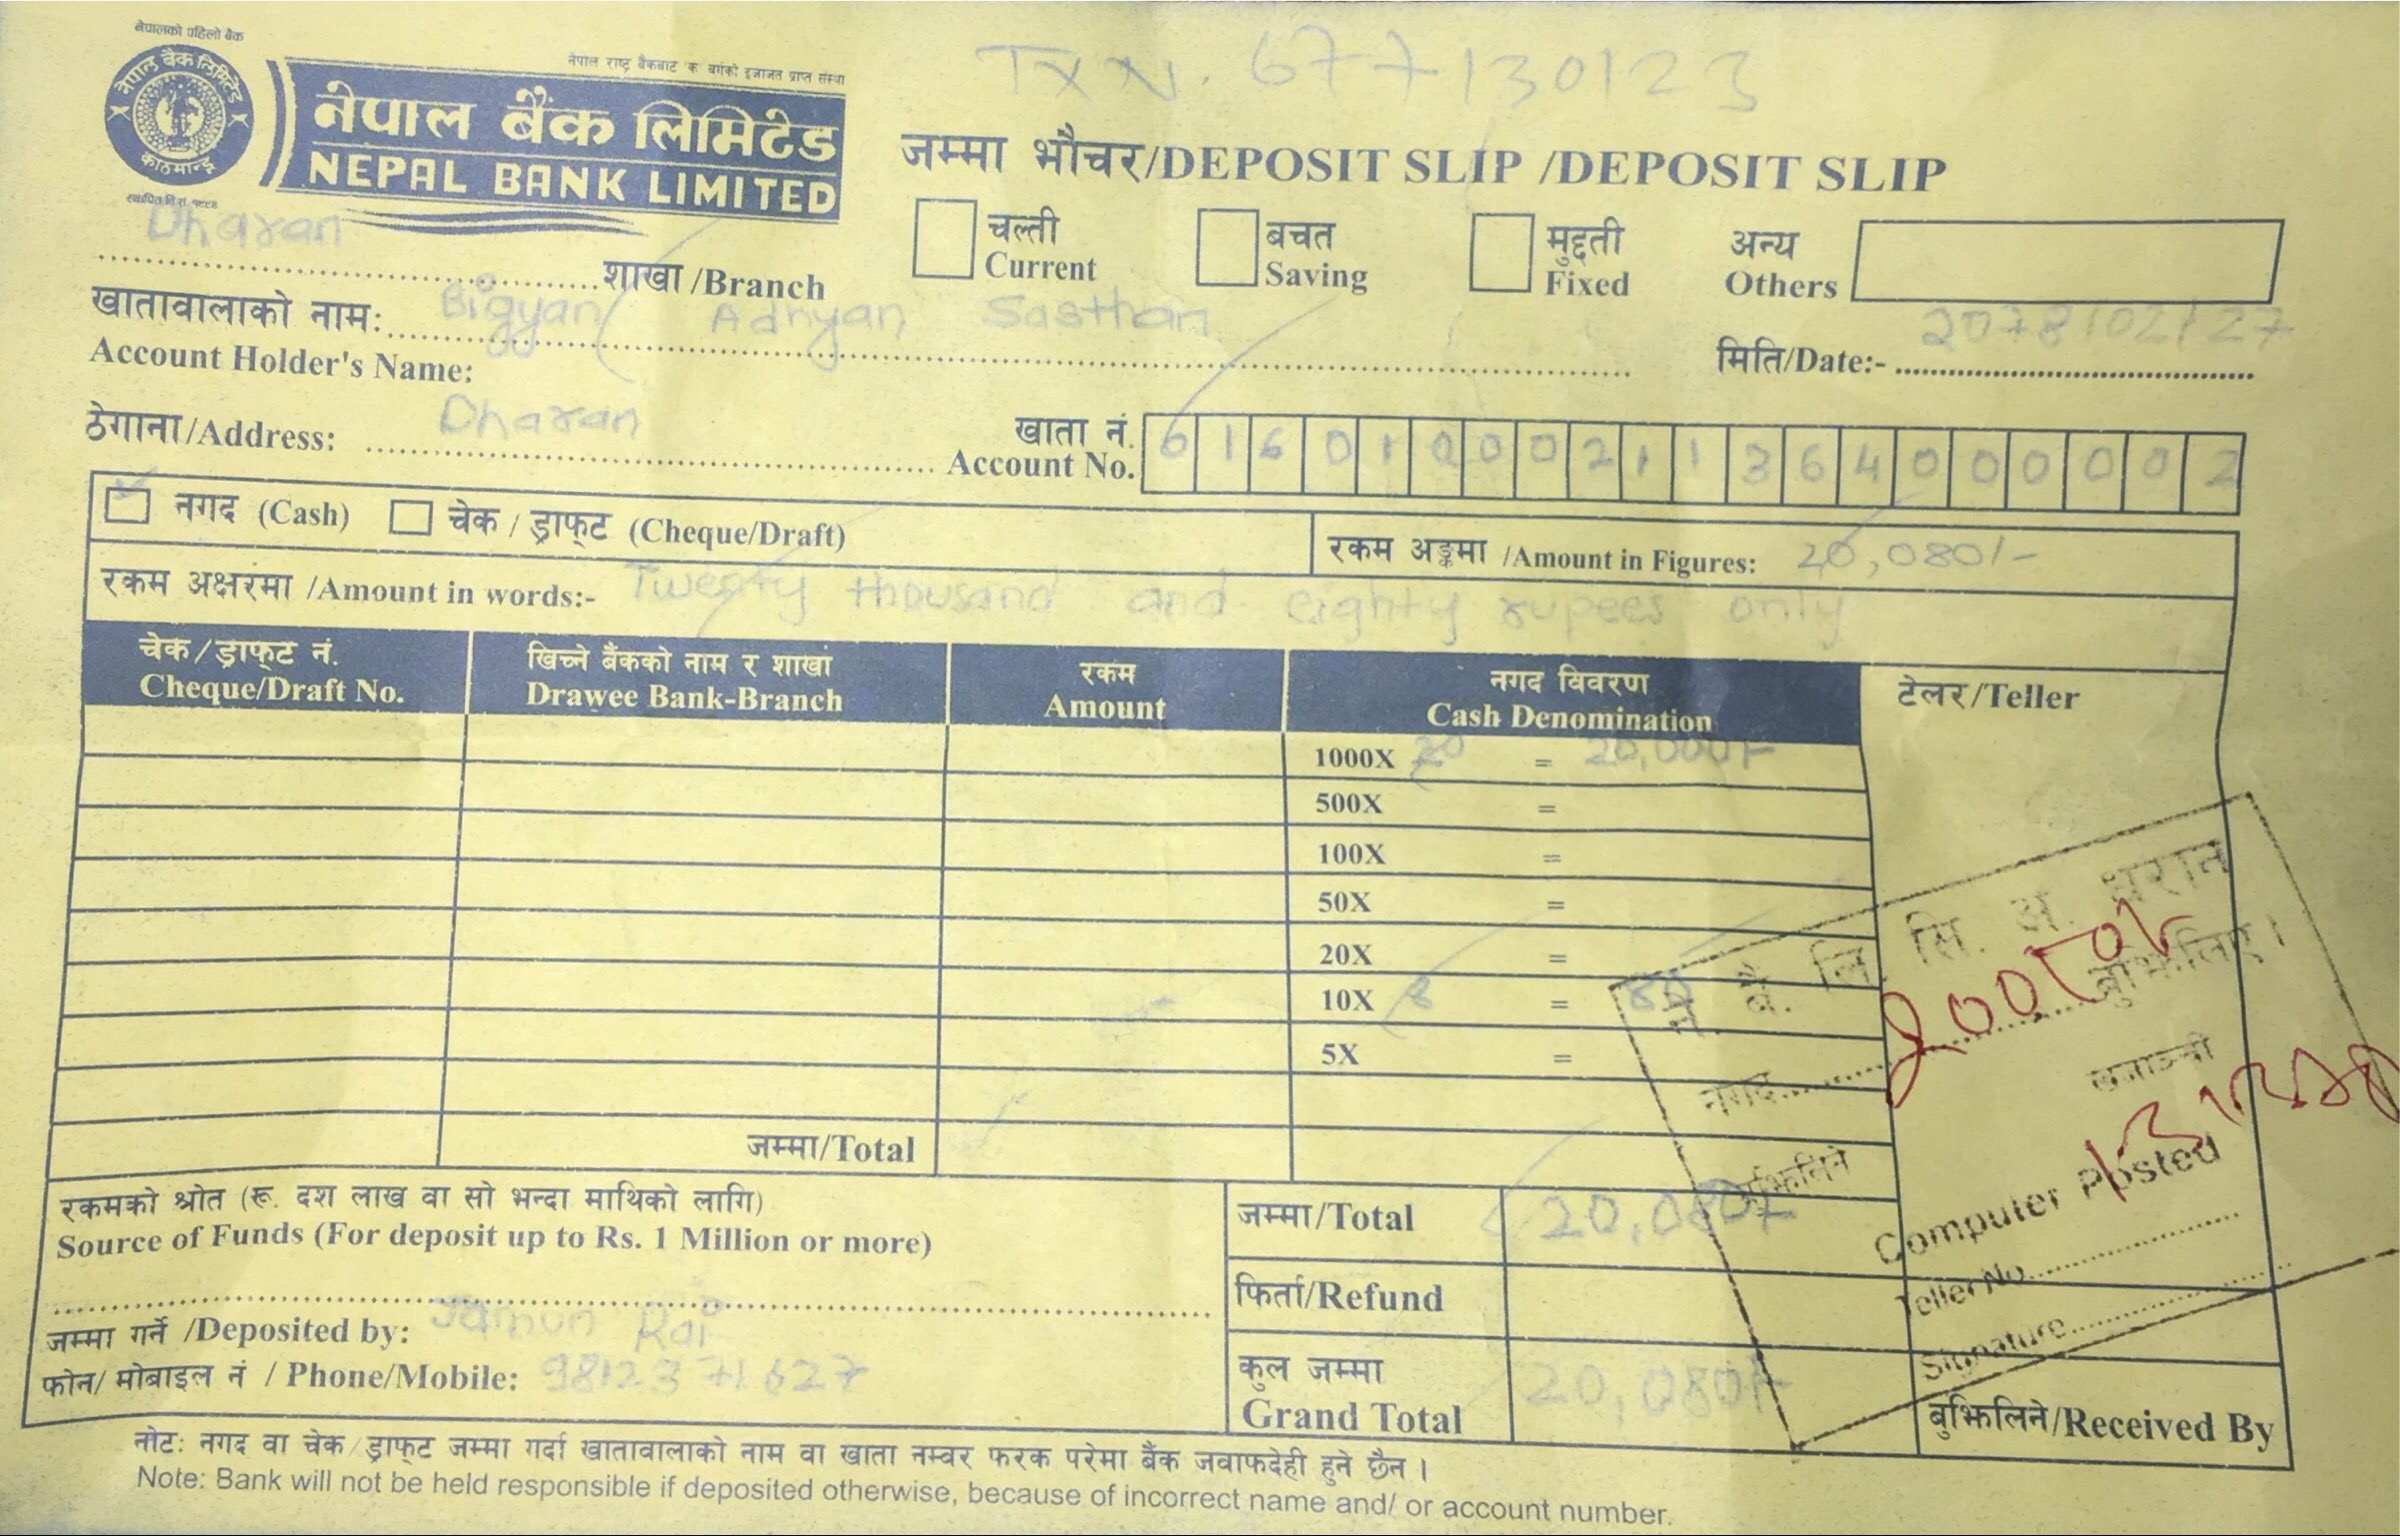 नेपालको पहिलो बैंक
नेपाल राष्ट्र बैंकबाट 'क' वर्गको इजाजत प्राप्त संस्था
TXN. 677130123
नेपाल बैंक लिमिटेड
काठमाण्डू
नेपाल बैंक लिमिटेड
NEPAL BANK LIMITED
स्थापित वि.सं. १९९४
जम्मा भौचर/DEPOSIT SLIP /DEPOSIT SLIP
चल्ती Current
बचत Saving
मुद्दती Fixed
अन्य Others
Dharan शाखा /Branch
खातावालाको नाम: Bigyan Adhyan Sasthan
Account Holder's Name:
मिति/Date:- 2078/02/27
ठेगाना/Address: Dharan
खाता नं. Account No. 6 1 6 0 1 0 0 0 2 1 1 3 6 4 0 0 0 0 0 2
नगद (Cash) चेक / ड्राफ्ट (Cheque/Draft)
रकम अङ्कमा /Amount in Figures: 20,080/-
रकम अक्षरमा /Amount in words:- Twenty thousand and eighty rupees only
चेक/ड्राफ्ट नं. Cheque/Draft No.
खिच्ने बैंकको नाम र शाखा Drawee Bank-Branch
रकम Amount
नगद विवरण Cash Denomination
टेलर/Teller
1000X 20 = 20,000/-
500X =
100X =
50X =
20X =
10X 8 = 80
5X =
जम्मा/Total
ने. बैं. लि. सि. अ. धरान
नगद.......... बुझिलिए।
20080/-
खजाञ्ची
बुझिलिने
Computer Posted
Teller No.
Signature
रकमको श्रोत (रू. दश लाख वा सो भन्दा माथिको लागि)
Source of Funds (For deposit up to Rs. 1 Million or more)
जम्मा/Total 20,080/-
फिर्ता/Refund
जम्मा गर्ने /Deposited by: Jamun Rai
फोन/ मोबाइल नं / Phone/Mobile: 9812371627
कुल जम्मा Grand Total 20,080/-
बुझिलिने/Received By
नोट: नगद वा चेक/ड्राफ्ट जम्मा गर्दा खातावालाको नाम वा खाता नम्बर फरक परेमा बैंक जवाफदेही हुने छैन ।
Note: Bank will not be held responsible if deposited otherwise, because of incorrect name and/ or account number.